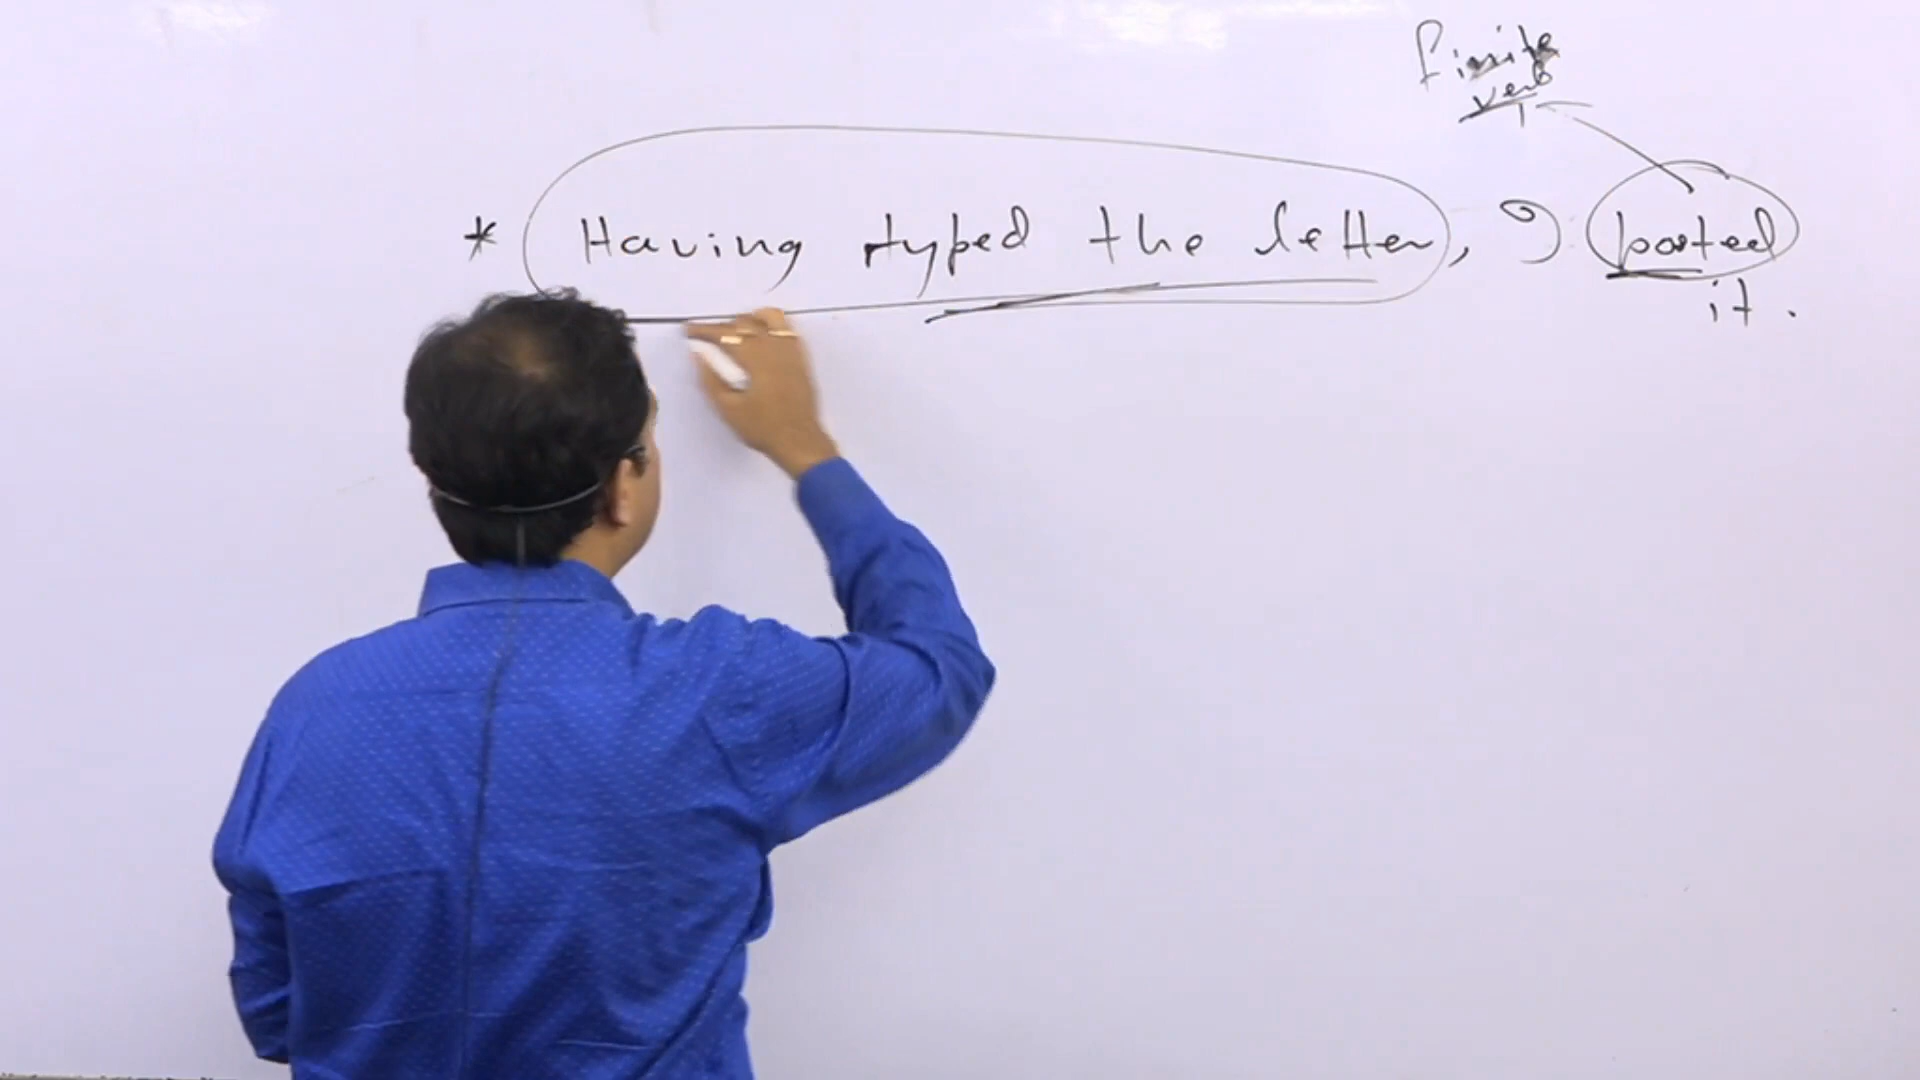 finite
verb
* Having typed the letter, I posted
it.